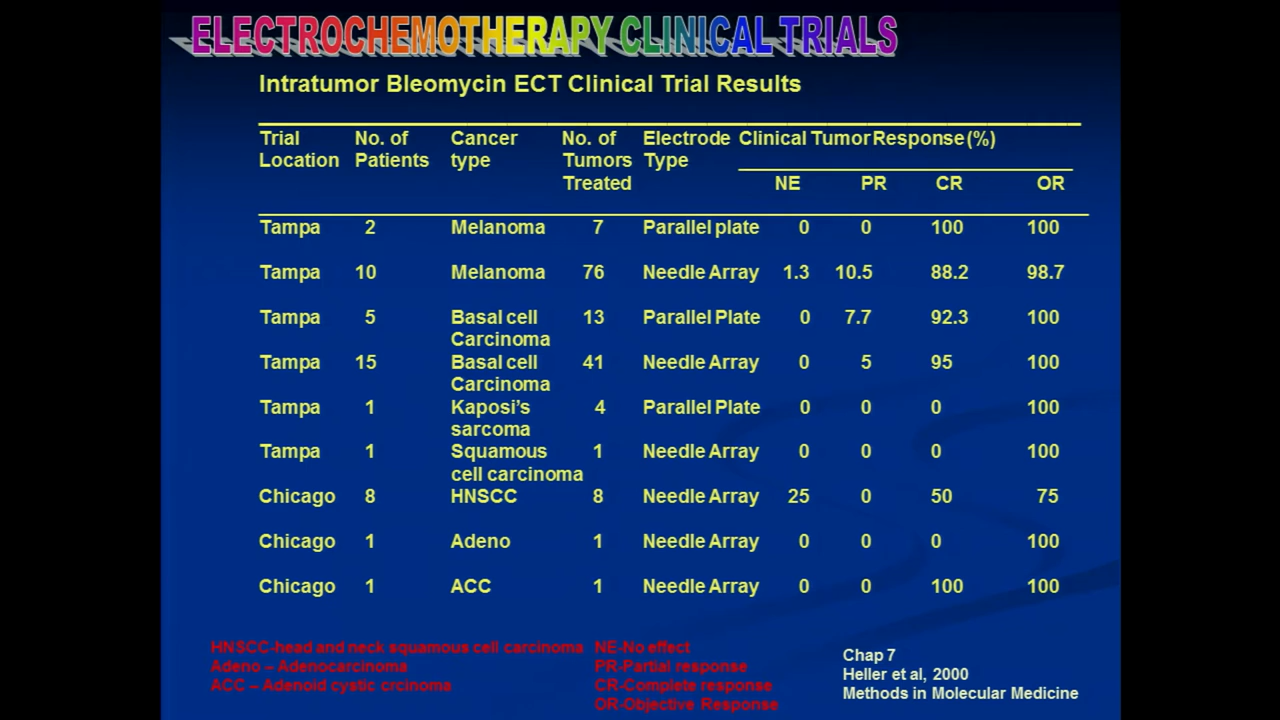 ELECTROCHEMOTHERAPY CLINICAL TRIALS
Intratumor Bleomycin ECT Clinical Trial Results
Trial No. of Cancer No. of Electrode Clinical Tumor Response (%)
Location Patients type Tumors Type
Treated NE PR CR OR
Tampa 2 Melanoma 7 Parallel plate 0 0 100 100
Tampa 10 Melanoma 76 Needle Array 1.3 10.5 88.2 98.7
Tampa 5 Basal cell 13 Parallel Plate 0 7.7 92.3 100
Carcinoma
Tampa 15 Basal cell 41 Needle Array 0 5 95 100
Carcinoma
Tampa 1 Kaposi's 4 Parallel Plate 0 0 0 100
sarcoma
Tampa 1 Squamous 1 Needle Array 0 0 0 100
cell carcinoma
Chicago 8 HNSCC 8 Needle Array 25 0 50 75
Chicago 1 Adeno 1 Needle Array 0 0 0 100
Chicago 1 ACC 1 Needle Array 0 0 100 100
HNSCC-head and neck squamous cell carcinoma NE-No effect
Adeno – Adenocarcinoma PR-Partial response
ACC – Adenoid cystic crcinoma CR-Complete response
OR-Objective Response
Chap 7
Heller et al, 2000
Methods in Molecular Medicine